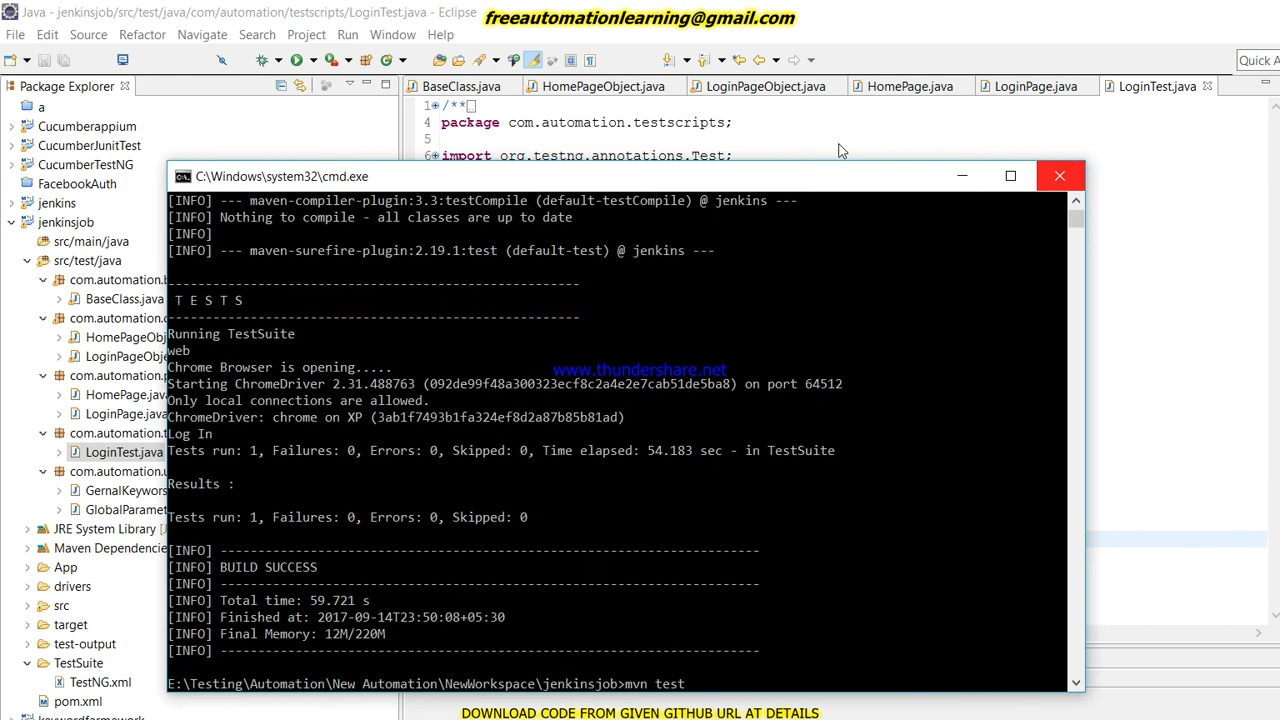 Java - jenkinsjob/src/test/java/com/automation/testscripts/LoginTest.java - Eclipse
freeautomationlearning@gmail.com
File Edit Source Refactor Navigate Search Project Run Window Help
Quick A
Package Explorer
BaseClass.java HomePageObject.java LoginPageObject.java HomePage.java LoginPage.java LoginTest.java
a
1 /**
Cucumberappium
4 package com.automation.testscripts;
CucumberJunitTest
5
6 import org.testng.annotations.Test;
CucumberTestNG
FacebookAuth
jenkins
jenkinsjob
src/main/java
src/test/java
com.automation.b
BaseClass.java
com.automation.c
HomePageObj
LoginPageObje
com.automation.p
HomePage.java
LoginPage.java
com.automation.t
LoginTest.java
com.automation.u
GernalKeywors
GlobalParamet
JRE System Library [
Maven Dependencie
App
drivers
src
target
test-output
TestSuite
TestNG.xml
pom.xml
keywordfarmework
C:\Windows\system32\cmd.exe
[INFO] --- maven-compiler-plugin:3.3:testCompile (default-testCompile) @ jenkins ---
[INFO] Nothing to compile - all classes are up to date
[INFO]
[INFO] --- maven-surefire-plugin:2.19.1:test (default-test) @ jenkins ---
-------------------------------------------------------
T E S T S
-------------------------------------------------------
Running TestSuite
web
Chrome Browser is opening.....
www.thundershare.net
Starting ChromeDriver 2.31.488763 (092de99f48a300323ecf8c2a4e2e7cab51de5ba8) on port 64512
Only local connections are allowed.
ChromeDriver: chrome on XP (3ab1f7493b1fa324ef8d2a87b85b81ad)
Log In
Tests run: 1, Failures: 0, Errors: 0, Skipped: 0, Time elapsed: 54.183 sec - in TestSuite
Results :
Tests run: 1, Failures: 0, Errors: 0, Skipped: 0
[INFO] ------------------------------------------------------------------------
[INFO] BUILD SUCCESS
[INFO] ------------------------------------------------------------------------
[INFO] Total time: 59.721 s
[INFO] Finished at: 2017-09-14T23:50:08+05:30
[INFO] Final Memory: 12M/220M
[INFO] ------------------------------------------------------------------------
E:\Testing\Automation\New Automation\NewWorkspace\jenkinsjob>mvn test
DOWNLOAD CODE FROM GIVEN GITHUB URL AT DETAILS